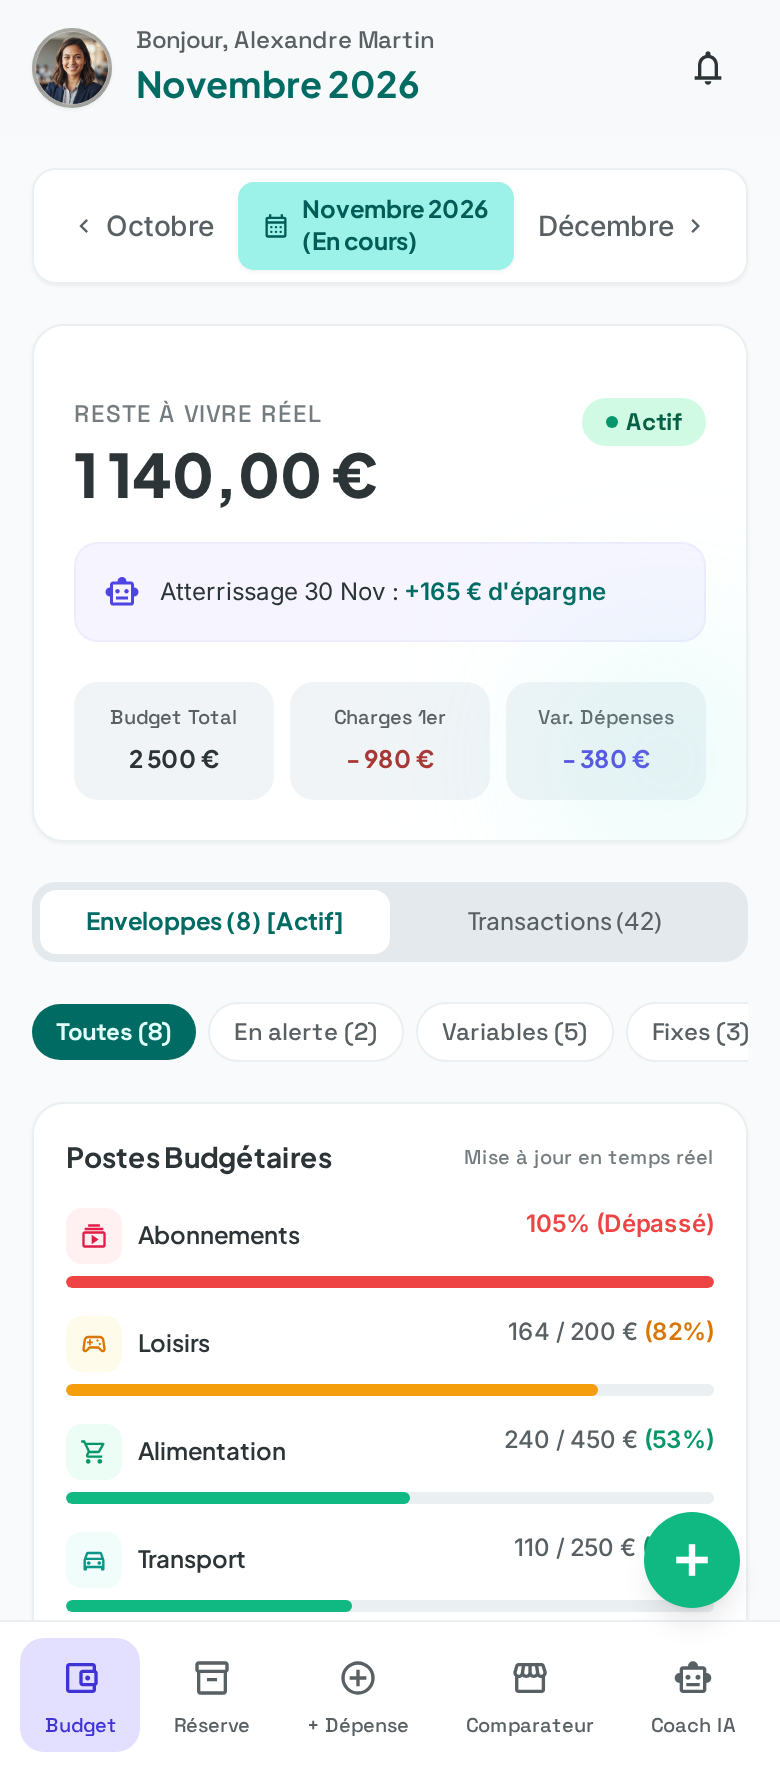 Bonjour, Alexandre Martin
Novembre 2026
Octobre
Novembre 2026
(En cours)
Décembre
RESTE À VIVRE RÉEL
Actif
1 140,00 €
Atterrissage 30 Nov : +165 € d'épargne
Budget Total
2 500 €
Charges 1er
- 980 €
Var. Dépenses
- 380 €
Enveloppes (8) [Actif]
Transactions (42)
Toutes (8)
En alerte (2)
Variables (5)
Fixes (3)
Postes Budgétaires
Mise à jour en temps réel
Abonnements
105% (Dépassé)
Loisirs
164 / 200 € (82%)
Alimentation
240 / 450 € (53%)
Transport
110 / 250 €
Budget
Réserve
+ Dépense
Comparateur
Coach IA